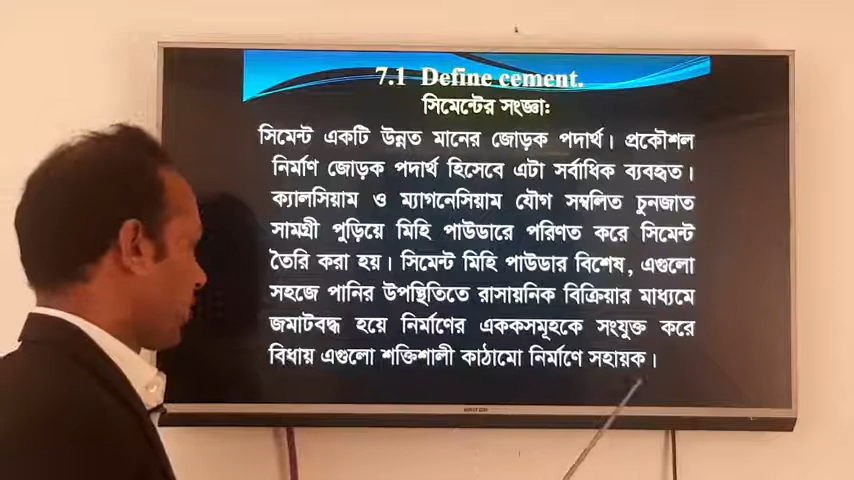 7.1 Define cement.
সিমেন্টের সংজ্ঞাঃ
সিমেন্ট একটি উন্নত মানের জোড়ক পদার্থ। প্রকৌশল
নির্মাণ জোড়ক পদার্থ হিসেবে এটা সর্বাধিক ব্যবহৃত।
ক্যালসিয়াম ও ম্যাগনেসিয়াম যৌগ সম্বলিত চুনজাত
সামগ্রী পুড়িয়ে মিহি পাউডারে পরিণত করে সিমেন্ট
তৈরি করা হয়। সিমেন্ট মিহি পাউডার বিশেষ, এগুলো
সহজে পানির উপস্থিতিতে রাসায়নিক বিক্রিয়ার মাধ্যমে
জমাটবদ্ধ হয়ে নির্মাণের এককসমূহকে সংযুক্ত করে
বিধায় এগুলো শক্তিশালী কাঠামো নির্মাণে সহায়ক।